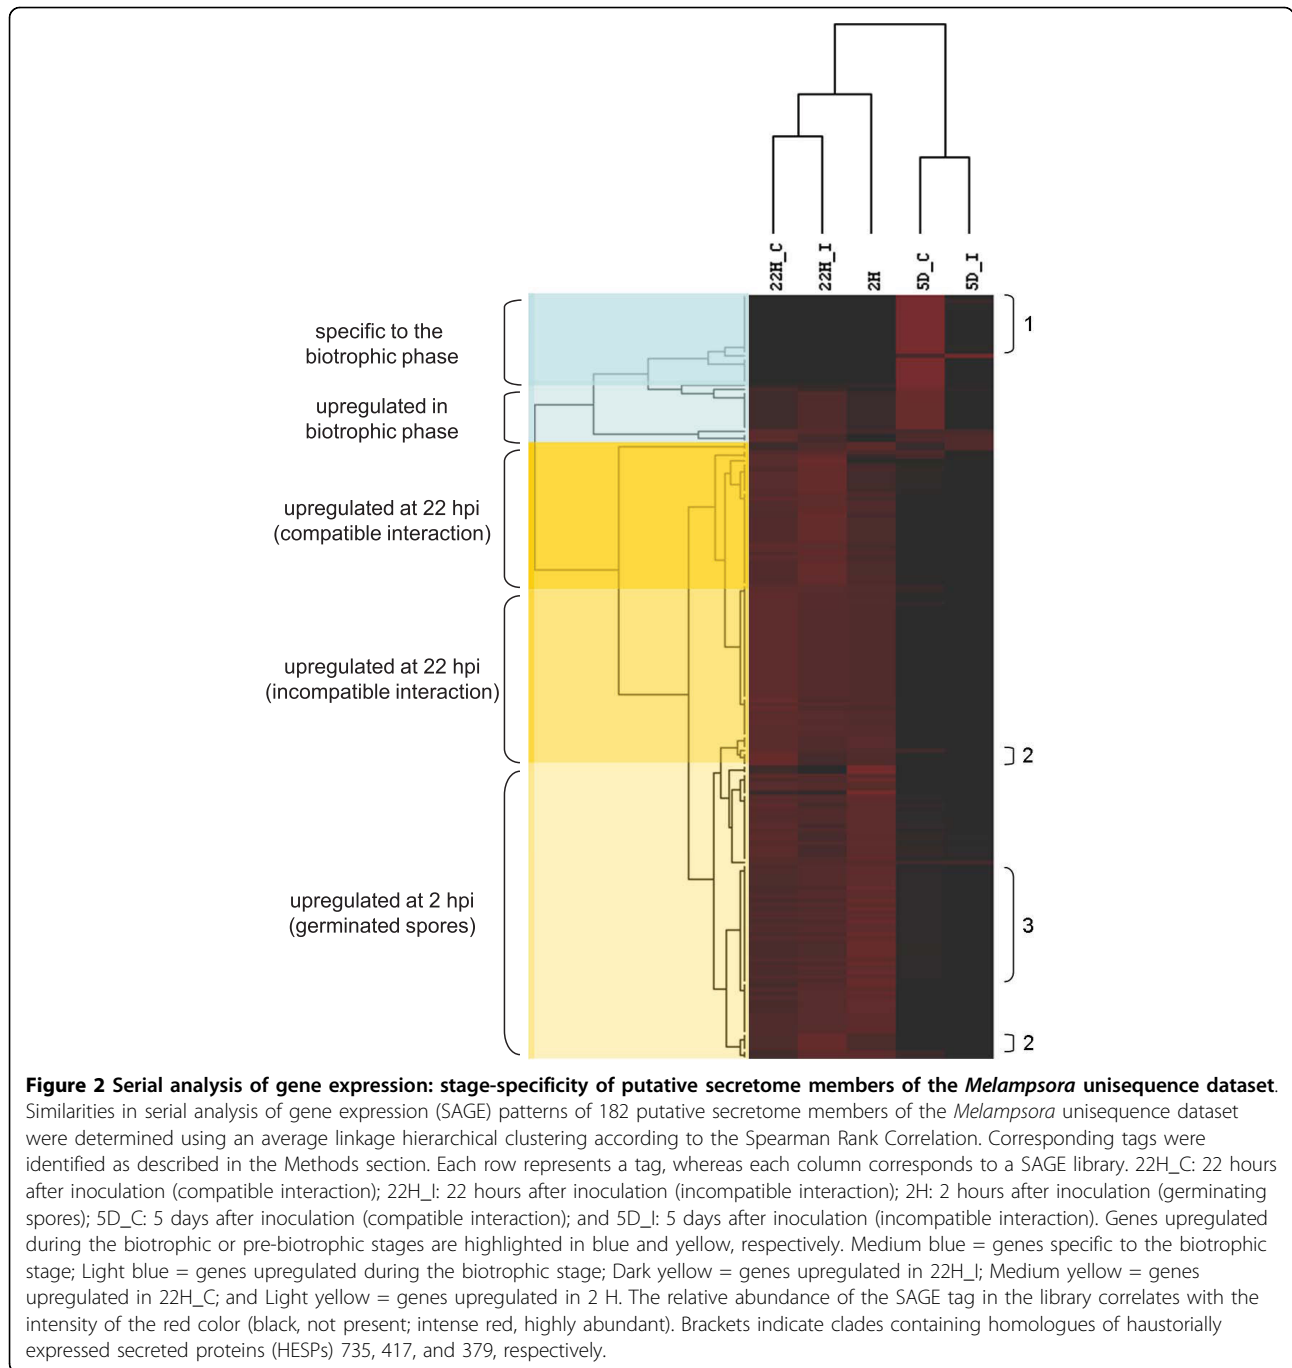 22H_C
22H_I
2H
5D_C
5D_I
specific to the
biotrophic phase
1
upregulated in
biotrophic phase
upregulated at 22 hpi
(compatible interaction)
upregulated at 22 hpi
(incompatible interaction)
2
upregulated at 2 hpi
(germinated spores)
3
2
Figure 2 Serial analysis of gene expression: stage-specificity of putative secretome members of the Melampsora unisequence dataset.
Similarities in serial analysis of gene expression (SAGE) patterns of 182 putative secretome members of the Melampsora unisequence dataset
were determined using an average linkage hierarchical clustering according to the Spearman Rank Correlation. Corresponding tags were
identified as described in the Methods section. Each row represents a tag, whereas each column corresponds to a SAGE library. 22H_C: 22 hours
after inoculation (compatible interaction); 22H_I: 22 hours after inoculation (incompatible interaction); 2H: 2 hours after inoculation (germinating
spores); 5D_C: 5 days after inoculation (compatible interaction); and 5D_I: 5 days after inoculation (incompatible interaction). Genes upregulated
during the biotrophic or pre-biotrophic stages are highlighted in blue and yellow, respectively. Medium blue = genes specific to the biotrophic
stage; Light blue = genes upregulated during the biotrophic stage; Dark yellow = genes upregulated in 22H_I; Medium yellow = genes
upregulated in 22H_C; and Light yellow = genes upregulated in 2 H. The relative abundance of the SAGE tag in the library correlates with the
intensity of the red color (black, not present; intense red, highly abundant). Brackets indicate clades containing homologues of haustorially
expressed secreted proteins (HESPs) 735, 417, and 379, respectively.